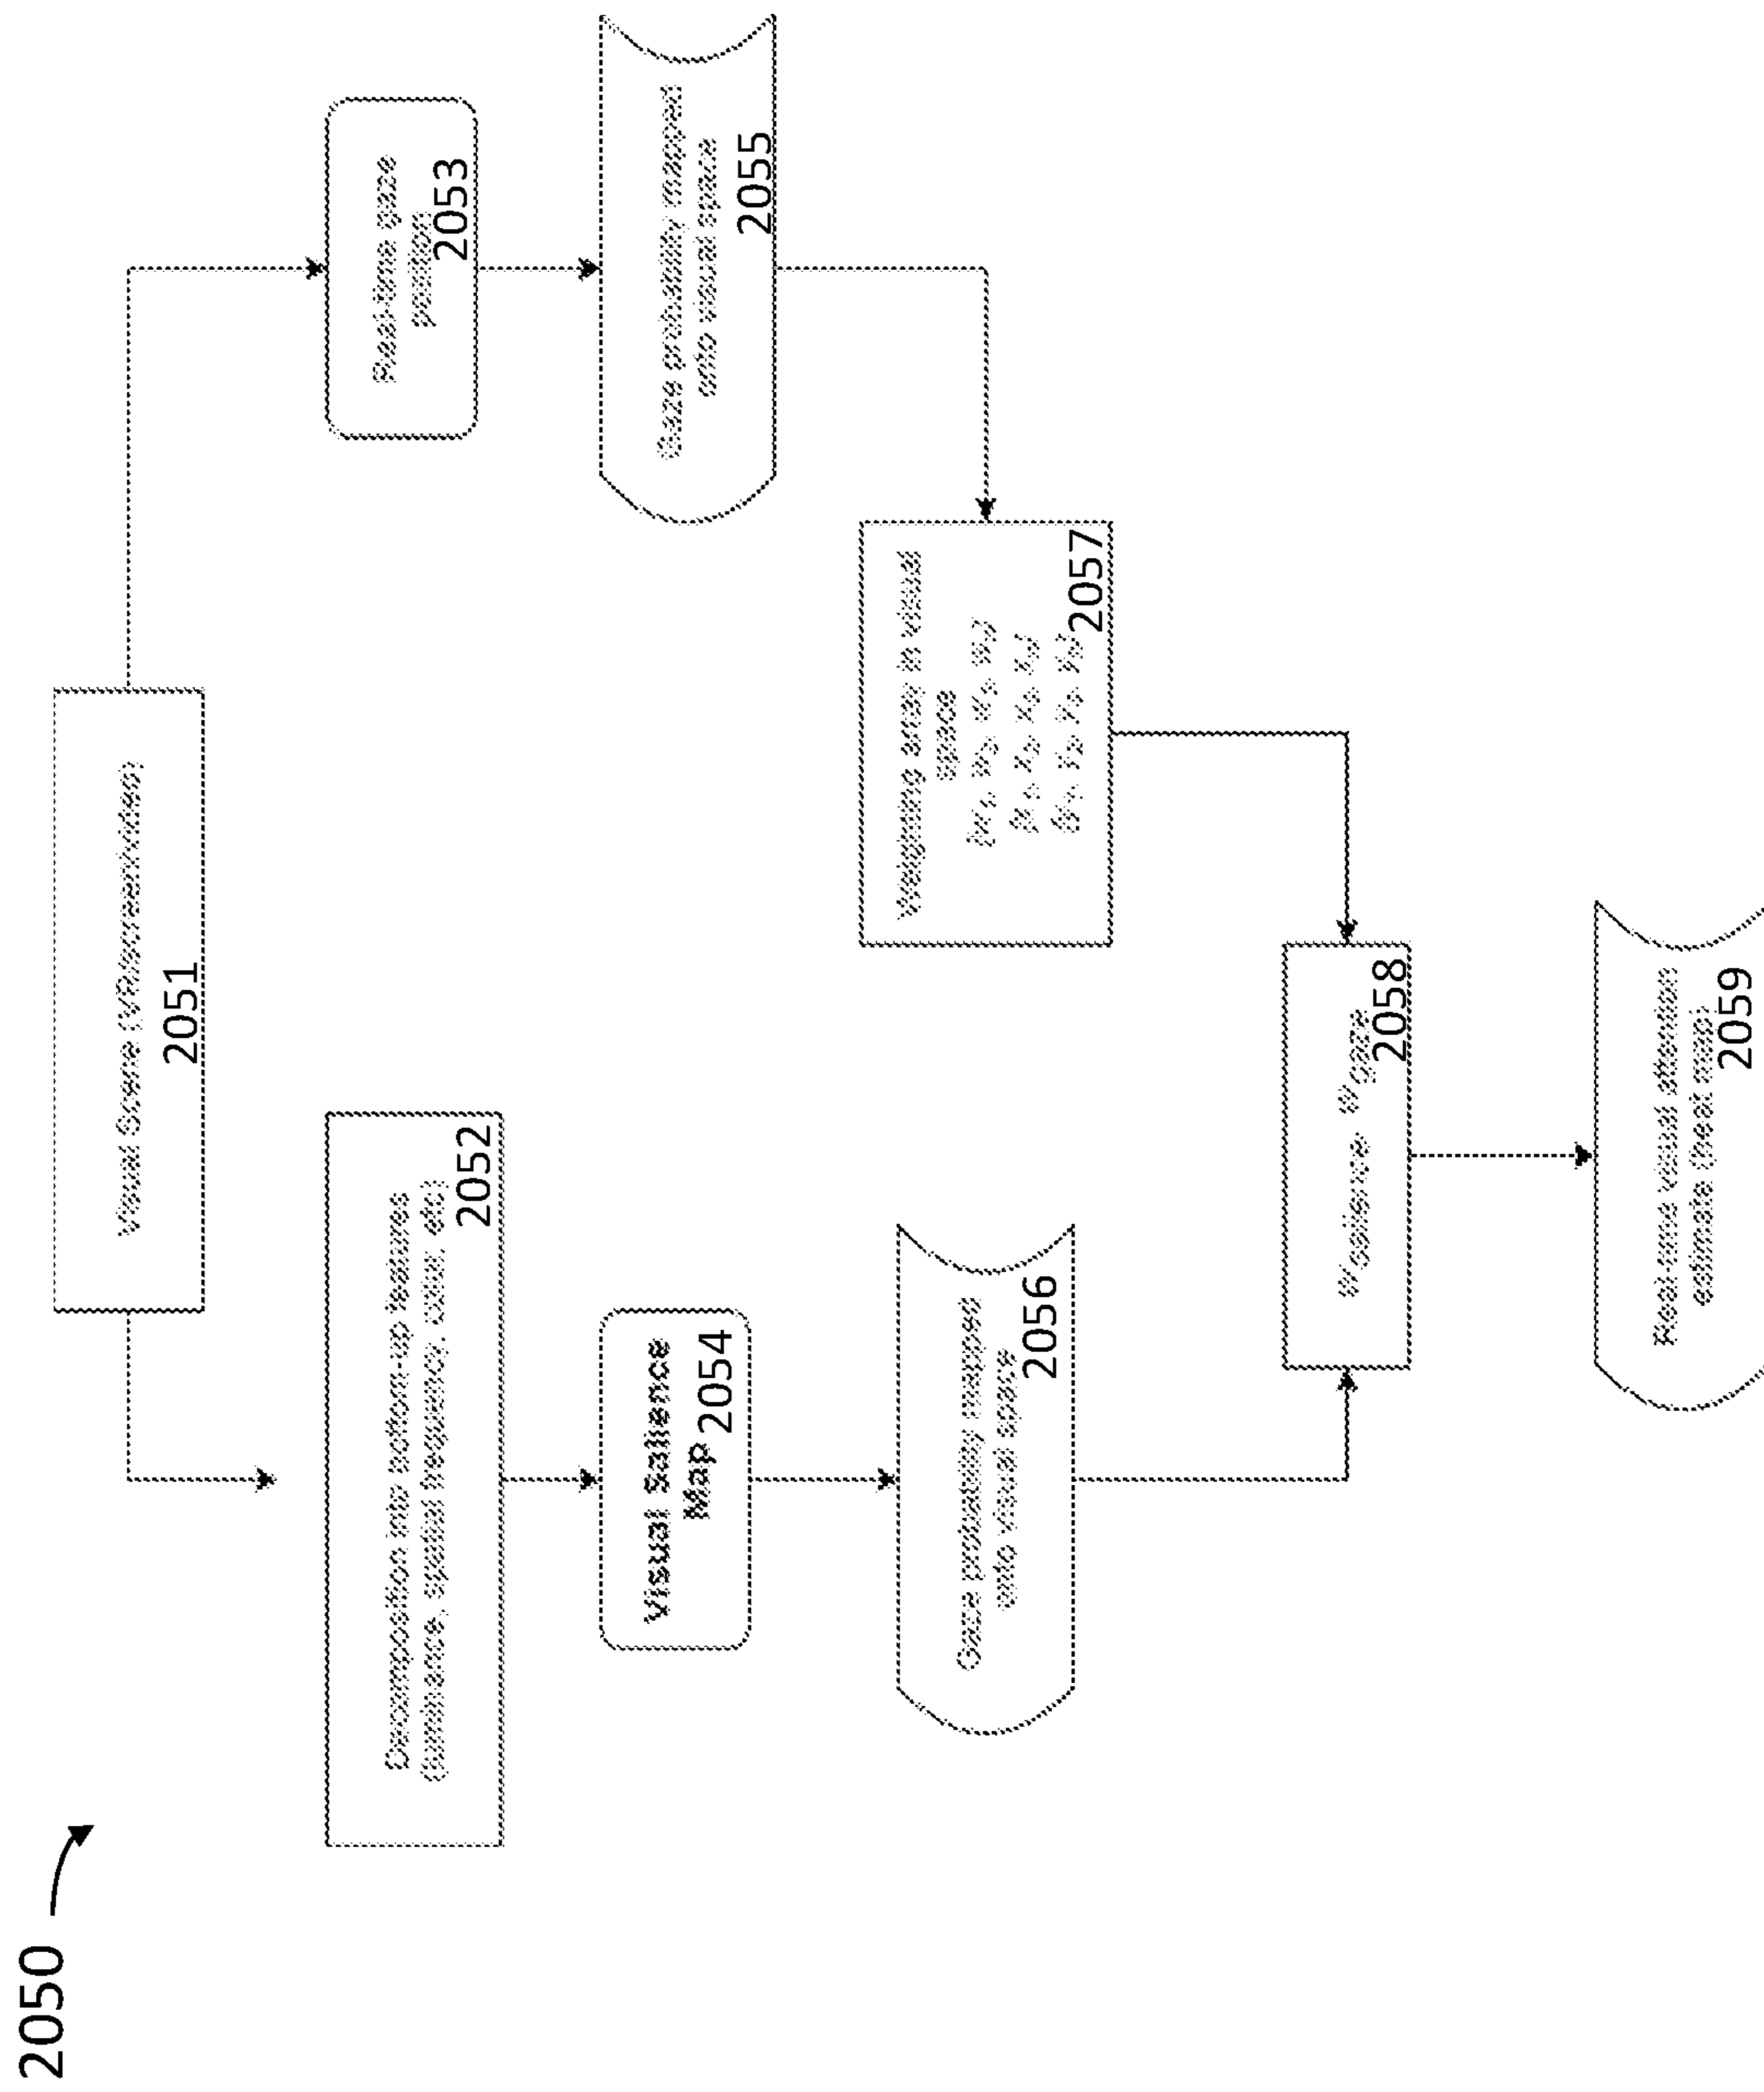 2050
Visual Scene (VR/screen/video)
2051
Decomposition into bottom-up features
(luminance, spatial frequency, color, etc)
2052
Real-time gaze
position
2053
Visual Salience
Map 2054
Gaze probability mapped
onto visual space
2055
Gaze probability mapped
onto visual space
2056
Weighting array in visual
space
2057
Wsalience Wgaze
2058
Real-time visual attention
estimate (heat map)
2059